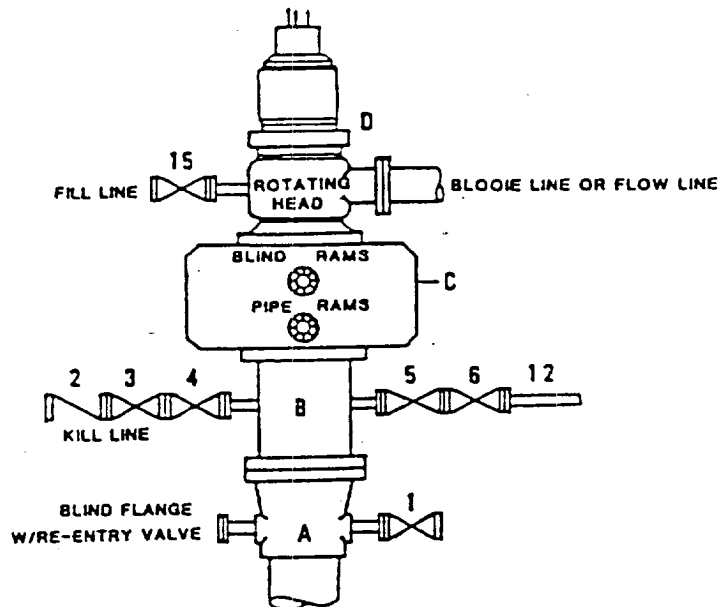 D
15
FILL LINE
ROTATING
HEAD
BLOOIE LINE OR FLOW LINE
BLIND RAMS
C
PIPE RAMS
2 3 4
5 6 12
B
KILL LINE
BLIND FLANGE
W/RE-ENTRY VALVE
A
1